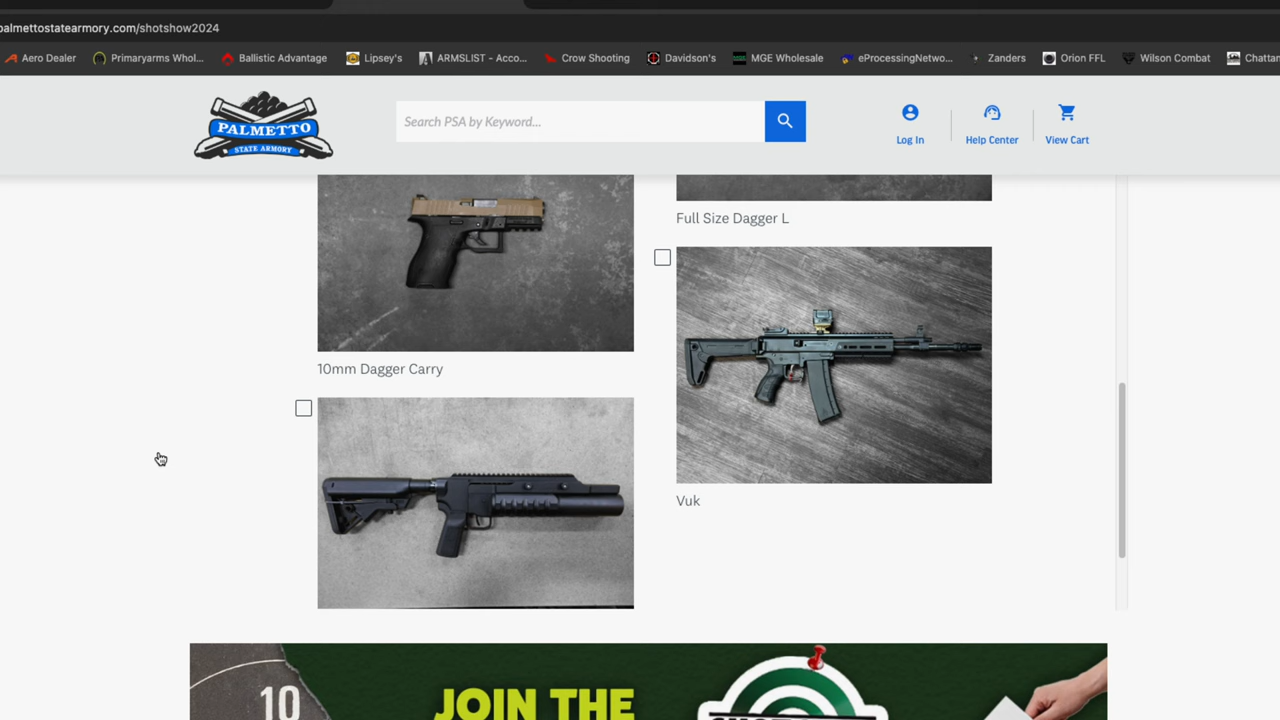 palmettostatearmory.com/shotshow2024
Aero Dealer
Primaryarms Whol...
Ballistic Advantage
Lipsey's
ARMSLIST - Acco...
Crow Shooting
Davidson's
MGE Wholesale
eProcessingNetwo...
Zanders
Orion FFL
Wilson Combat
Chattan
PALMETTO
STATE ARMORY
Search PSA by Keyword...
Log In
Help Center
View Cart
Full Size Dagger L
10mm Dagger Carry
Vuk
10
JOIN THE